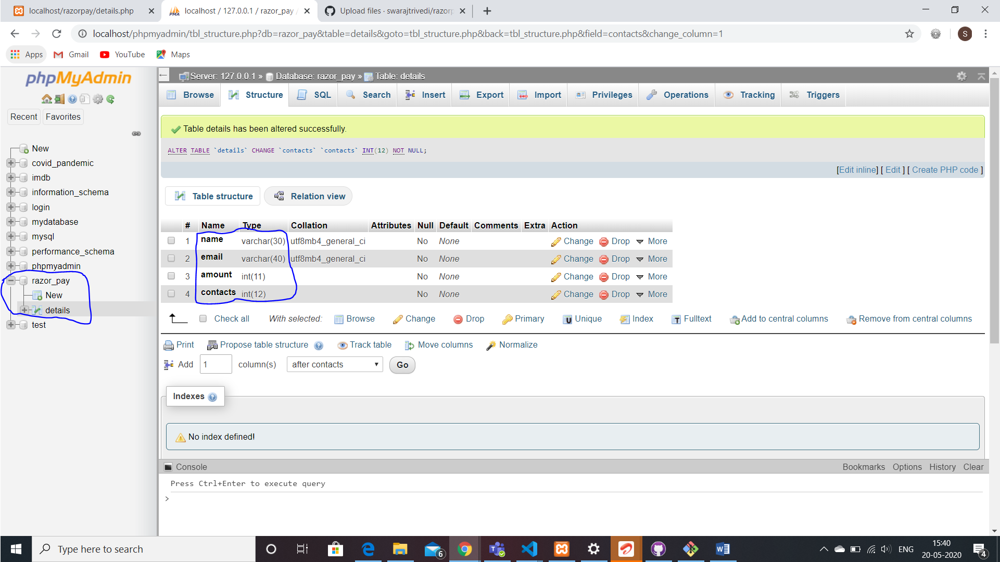 localhost/razorpay/details.php
localhost / 127.0.0.1 / razor_pay /
Upload files · swarajtrivedi/razorp
localhost/phpmyadmin/tbl_structure.php?db=razor_pay&table=details&goto=tbl_structure.php&back=tbl_structure.php&field=contacts&change_column=1
S
Apps Gmail YouTube Maps
phpMyAdmin
Recent Favorites
New
covid_pandemic
imdb
information_schema
login
mydatabase
mysql
performance_schema
phpmyadmin
razor_pay
New
details
test
Server: 127.0.0.1 » Database: razor_pay » Table: details
Browse Structure SQL Search Insert Export Import Privileges Operations Tracking Triggers
Table details has been altered successfully.
ALTER TABLE `details` CHANGE `contacts` `contacts` INT(12) NOT NULL;
[Edit inline] [ Edit ] [ Create PHP code ]
Table structure Relation view
# Name Type Collation Attributes Null Default Comments Extra Action
1 name varchar(30) utf8mb4_general_ci No None Change Drop More
2 email varchar(40) utf8mb4_general_ci No None Change Drop More
3 amount int(11) No None Change Drop More
4 contacts int(12) No None Change Drop More
Check all With selected: Browse Change Drop Primary Unique Index Fulltext Add to central columns Remove from central columns
Print Propose table structure Track table Move columns Normalize
Add 1 column(s) after contacts Go
Indexes
No index defined!
Console Bookmarks Options History Clear
Press Ctrl+Enter to execute query
>
Type here to search
6
ENG
15:40
20-05-2020
4